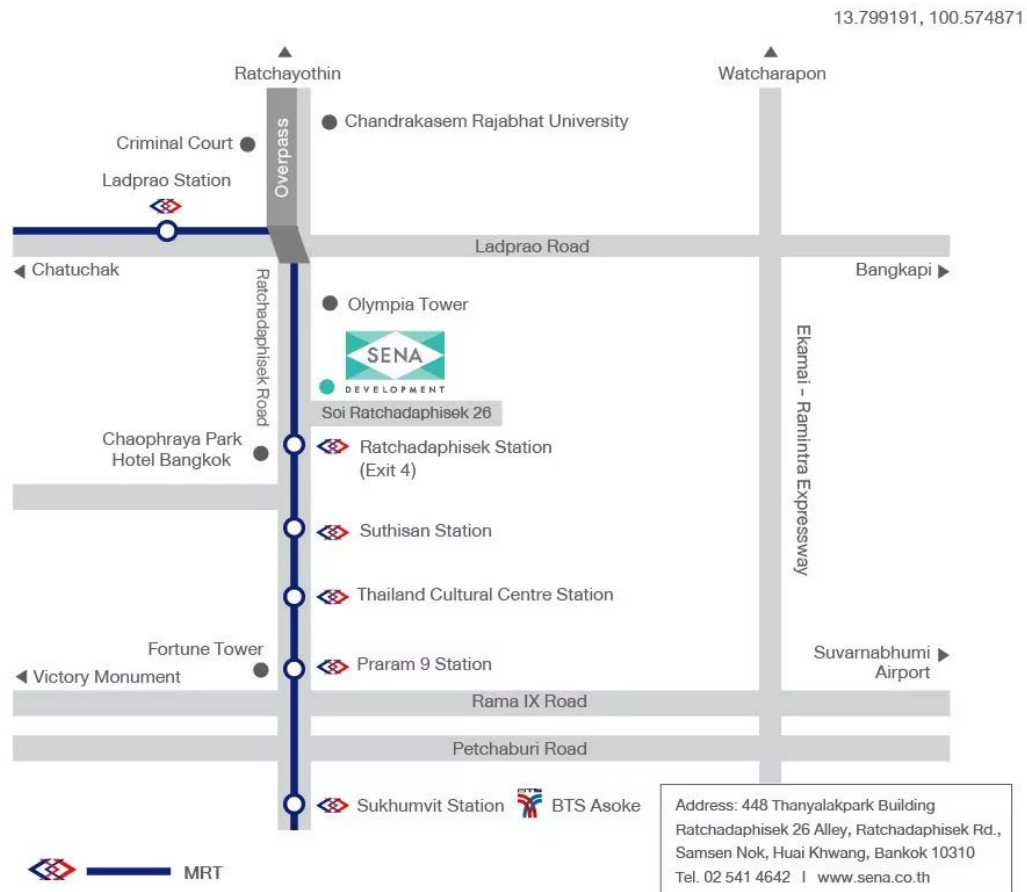 13.799191, 100.574871
Ratchayothin
Watcharapon
Overpass
Chandrakasem Rajabhat University
Criminal Court
Ladprao Station
Ladprao Road
Chatuchak
Bangkapi
Ratchadaphisek Road
Olympia Tower
SENA
DEVELOPMENT
Soi Ratchadaphisek 26
Ekamai - Ramintra Expressway
Chaophraya Park
Hotel Bangkok
Ratchadaphisek Station
(Exit 4)
Suthisan Station
Thailand Cultural Centre Station
Fortune Tower
Praram 9 Station
Suvarnabhumi
Airport
Victory Monument
Rama IX Road
Petchaburi Road
Sukhumvit Station
BTS
BTS Asoke
Address: 448 Thanyalakpark Building
Ratchadaphisek 26 Alley, Ratchadaphisek Rd.,
Samsen Nok, Huai Khwang, Bankok 10310
Tel. 02 541 4642 | www.sena.co.th
MRT